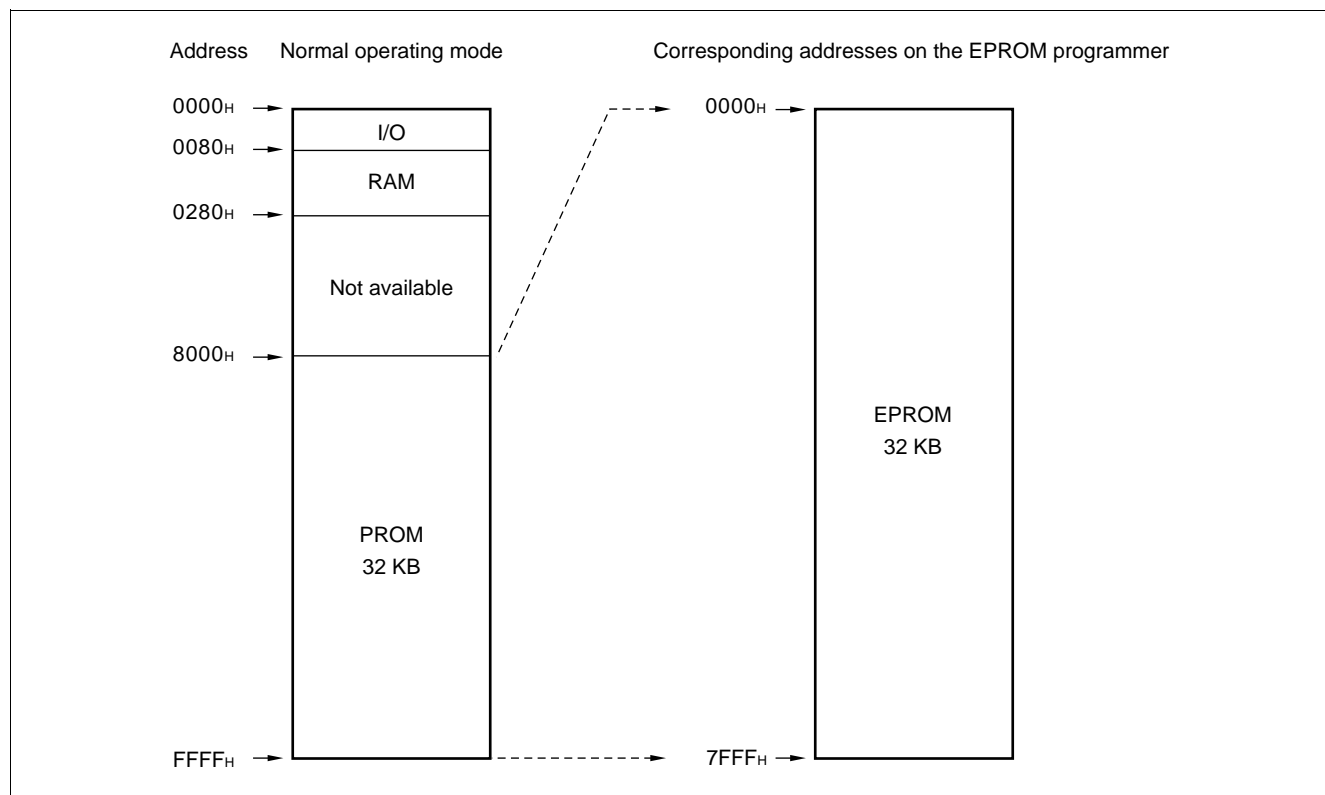 Address Normal operating mode Corresponding addresses on the EPROM programmer
0000H 0000H
I/O
0080H
RAM
0280H
Not available
8000H
EPROM
32 KB
PROM
32 KB
FFFFH 7FFFH